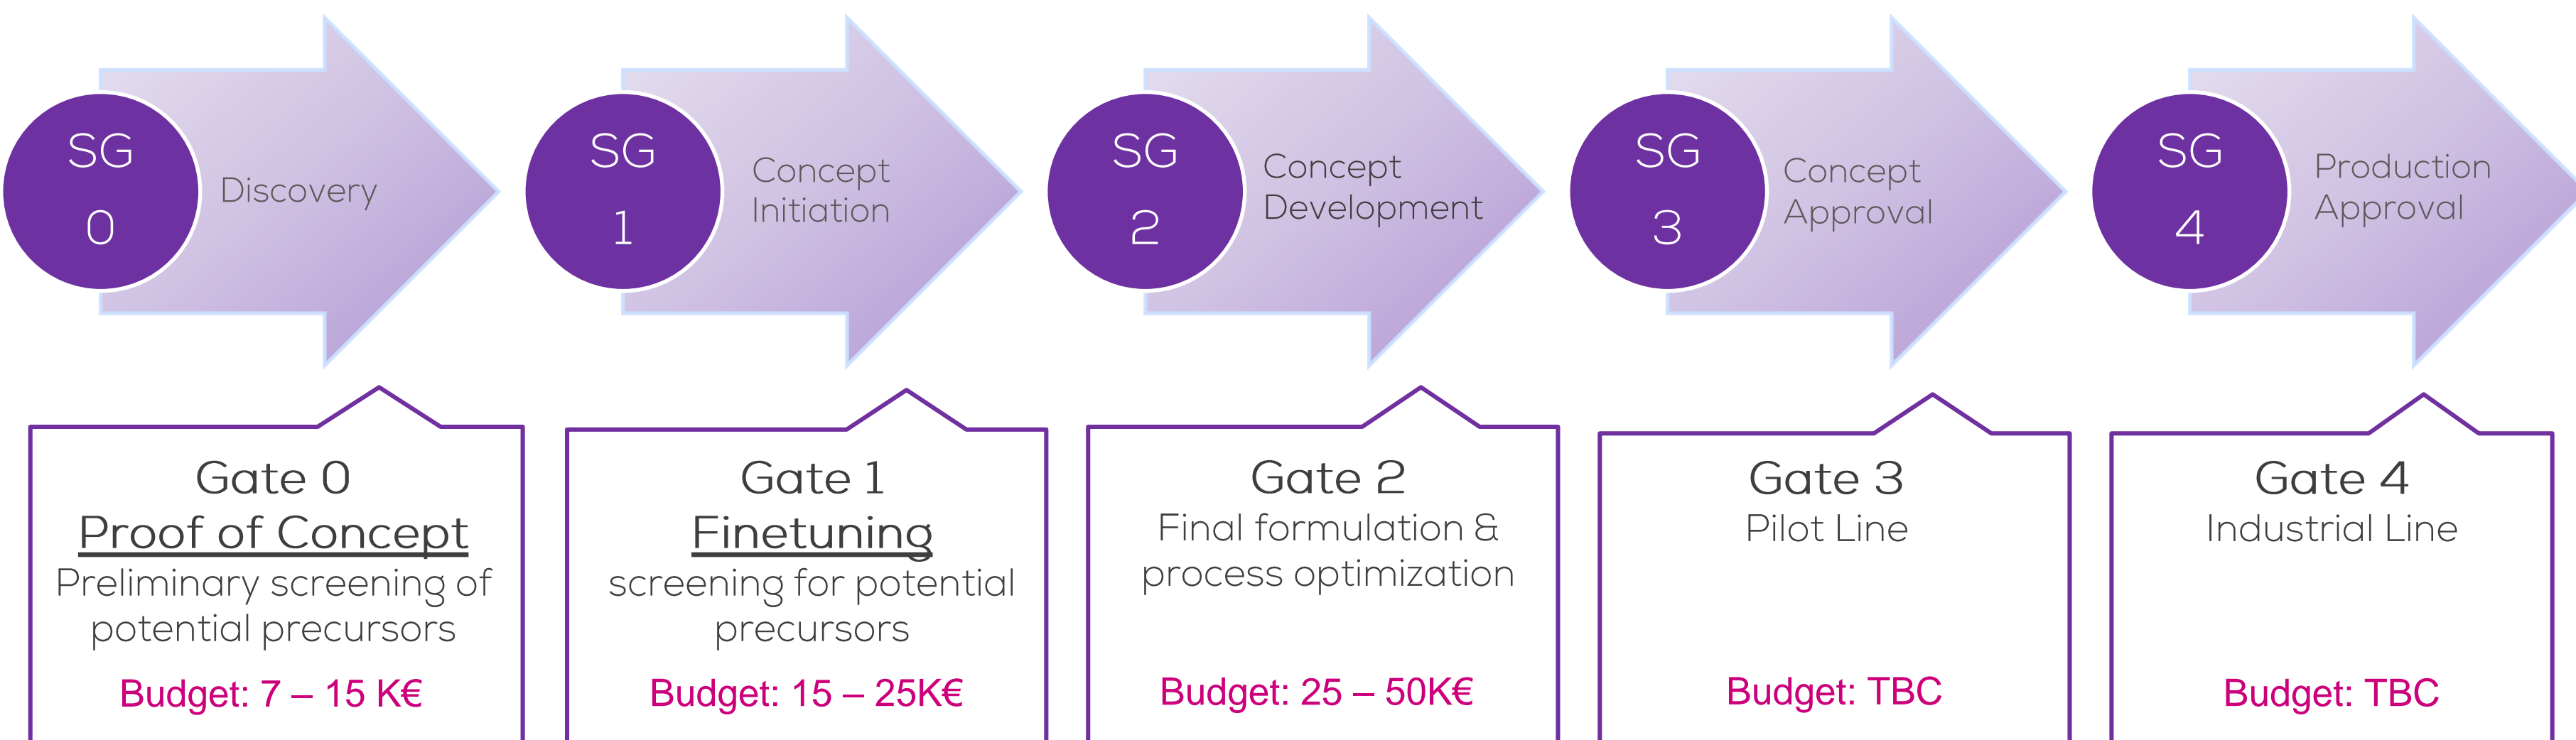 SG
0
Discovery
SG
1
Concept
Initiation
SG
2
Concept
Development
SG
3
Concept
Approval
SG
4
Production
Approval
Gate 0
Proof of Concept
Preliminary screening of
potential precursors
Budget: 7 – 15 K€
Gate 1
Finetuning
screening for potential
precursors
Budget: 15 – 25K€
Gate 2
Final formulation &
process optimization
Budget: 25 – 50K€
Gate 3
Pilot Line
Budget: TBC
Gate 4
Industrial Line
Budget: TBC